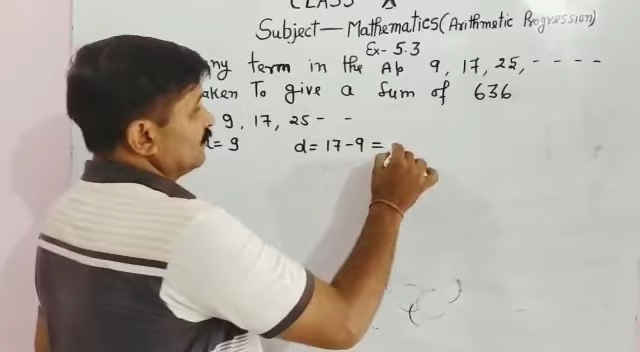 CLASS X
Subject — Mathematics (Arithmetic Progression)
Ex- 5.3
ny term in the Ap 9, 17, 25, - - - -
aken To give a Sum of 636
9, 17, 25 - -
= 9 d = 17 - 9 =